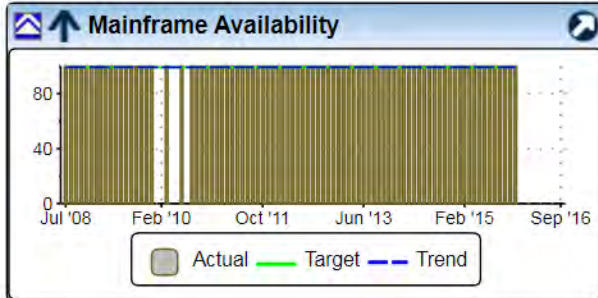 Mainframe Availability
80
40
0
Jul '08 Feb '10 Oct '11 Jun '13 Feb '15 Sep '16
Actual Target Trend